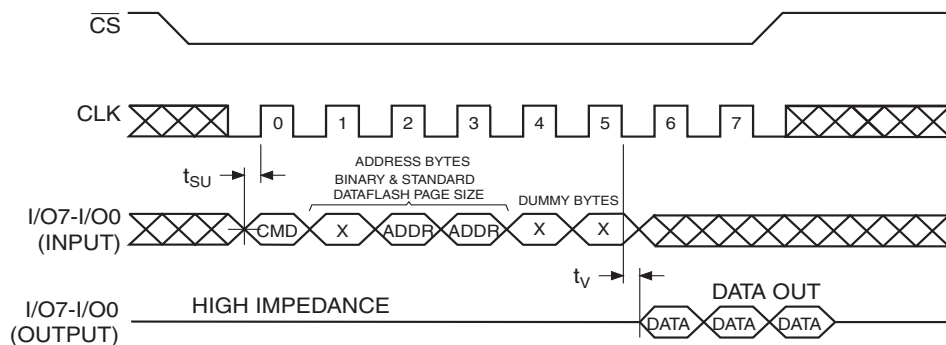 CS
CLK
0 1 2 3 4 5 6 7
tSU
ADDRESS BYTES
BINARY & STANDARD
DATAFLASH PAGE SIZE
DUMMY BYTES
I/O7-I/O0
(INPUT)
CMD X ADDR ADDR X X
tV
I/O7-I/O0
(OUTPUT)
HIGH IMPEDANCE
DATA OUT
DATA DATA DATA